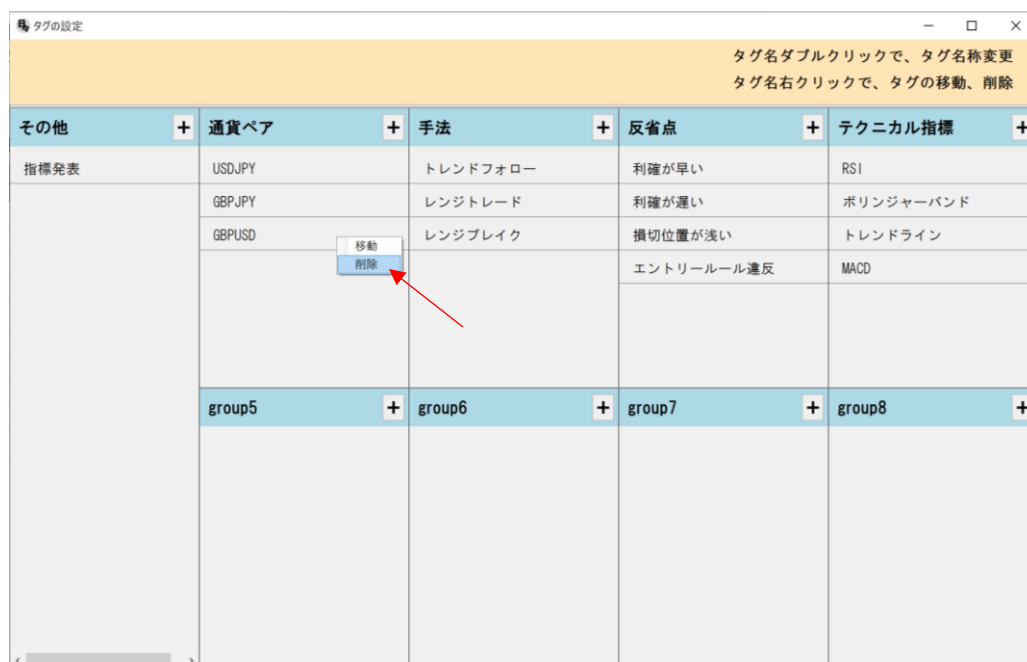 タグの設定
タグ名ダブルクリックで、タグ名称変更
タグ名右クリックで、タグの移動、削除
その他 +
通貨ペア +
手法 +
反省点 +
テクニカル指標 +
指標発表
USDJPY
トレンドフォロー
利確が早い
RSI
GBPJPY
レンジトレード
利確が遅い
ボリンジャーバンド
GBPUSD
レンジブレイク
損切位置が浅い
トレンドライン
移動
削除
エントリールール違反
MACD
group5 +
group6 +
group7 +
group8 +